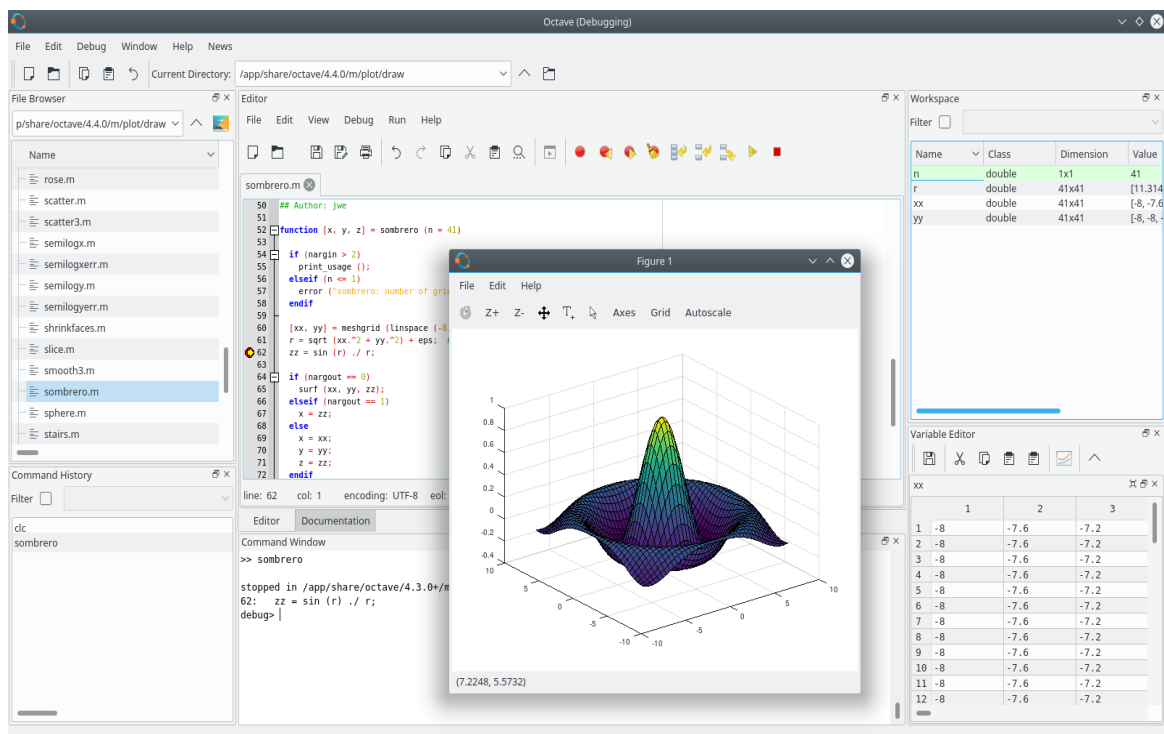 Octave (Debugging)
File Edit Debug Window Help News
Current Directory: /app/share/octave/4.4.0/m/plot/draw
File Browser
p/share/octave/4.4.0/m/plot/draw
Name
rose.m
scatter.m
scatter3.m
semilogx.m
semilogxerr.m
semilogy.m
semilogyerr.m
shrinkfaces.m
slice.m
smooth3.m
sombrero.m
sphere.m
stairs.m
Command History
Filter
clc
sombrero
Editor
File Edit View Debug Run Help
sombrero.m
50 ## Author: jwe
51
52 function [x, y, z] = sombrero (n = 41)
53
54 if (nargin > 2)
55 print_usage ();
56 elseif (n <= 1)
57 error ("sombrero: number of gri
58 endif
59
60 [xx, yy] = meshgrid (linspace (-8,
61 r = sqrt (xx.^2 + yy.^2) + eps; #
62 zz = sin (r) ./ r;
63
64 if (nargout == 0)
65 surf (xx, yy, zz);
66 elseif (nargout == 1)
67 x = zz;
68 else
69 x = xx;
70 y = yy;
71 z = zz;
72 endif
line: 62 col: 1 encoding: UTF-8 eol:
Editor Documentation
Command Window
>> sombrero
stopped in /app/share/octave/4.3.0+/m
62: zz = sin (r) ./ r;
debug>
Figure 1
File Edit Help
Z+ Z- T+ Axes Grid Autoscale
1
0.8
0.6
0.4
0.2
0
-0.2
-0.4
10
5
0
-5
-10
-10
-5
0
5
10
(7.2248, 5.5732)
Workspace
Filter
Name Class Dimension Value
n double 1x1 41
r double 41x41 [11.314
xx double 41x41 [-8, -7.6
yy double 41x41 [-8, -8, -
Variable Editor
xx
1 2 3
1 -8 -7.6 -7.2
2 -8 -7.6 -7.2
3 -8 -7.6 -7.2
4 -8 -7.6 -7.2
5 -8 -7.6 -7.2
6 -8 -7.6 -7.2
7 -8 -7.6 -7.2
8 -8 -7.6 -7.2
9 -8 -7.6 -7.2
10 -8 -7.6 -7.2
11 -8 -7.6 -7.2
12 -8 -7.6 -7.2